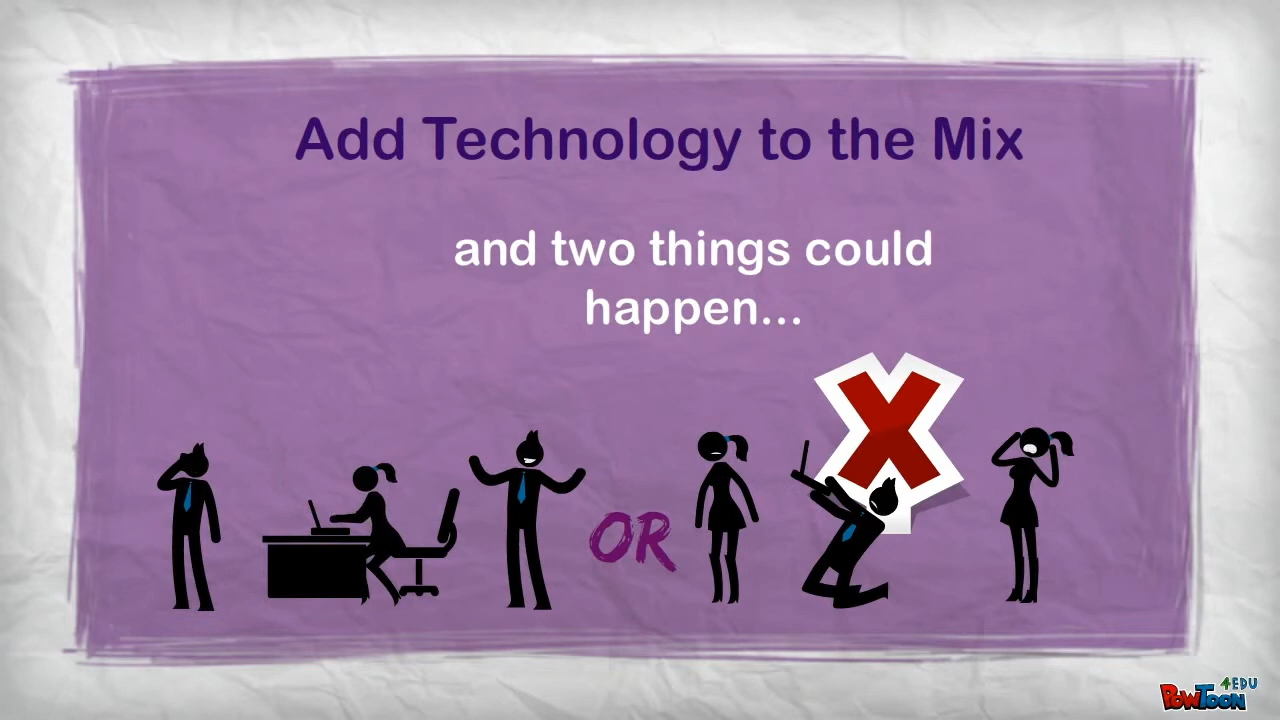 Add Technology to the Mix
and two things could
happen...
OR
X
4EDU
POWTOON